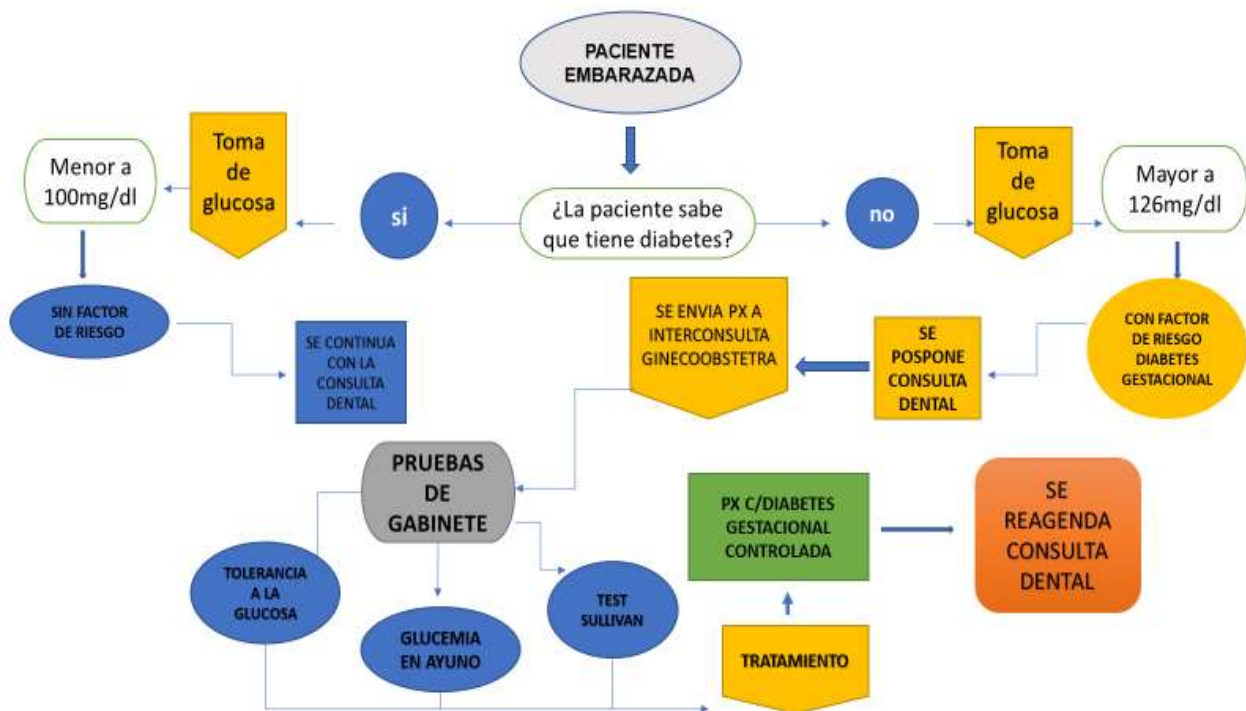 PACIENTE
EMBARAZADA
¿La paciente sabe
que tiene diabetes?
si
Toma
de
glucosa
Menor a
100mg/dl
SIN FACTOR
DE RIESGO
SE CONTINUA
CON LA
CONSULTA
DENTAL
no
Toma
de
glucosa
Mayor a
126mg/dl
CON FACTOR
DE RIESGO
DIABETES
GESTACIONAL
SE
POSPONE
CONSULTA
DENTAL
SE ENVIA PX A
INTERCONSULTA
GINECOOBSTETRA
PRUEBAS
DE
GABINETE
TOLERANCIA
A LA
GLUCOSA
GLUCEMIA
EN AYUNO
TEST
SULLIVAN
TRATAMIENTO
PX C/DIABETES
GESTACIONAL
CONTROLADA
SE
REAGENDA
CONSULTA
DENTAL